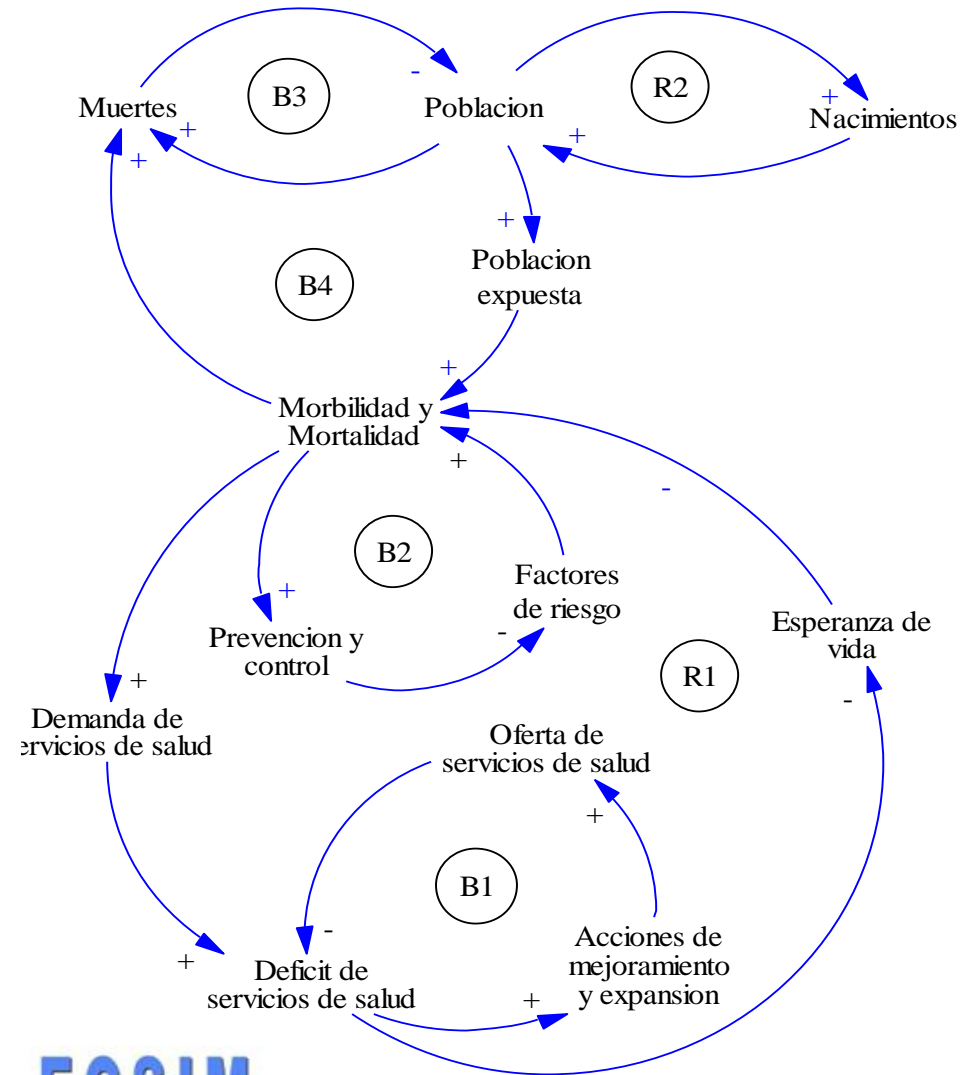 B3
R2
-
Muertes
Poblacion
+
Nacimientos
+
+
+
+
B4
Poblacion
expuesta
+
Morbilidad y
Mortalidad
+
-
B2
Factores
de riesgo
+
-
Prevencion y
control
Esperanza de
vida
R1
+
-
Demanda de
ervicios de salud
Oferta de
servicios de salud
+
B1
-
+
Acciones de
mejoramiento
y expansion
Deficit de
servicios de salud
+